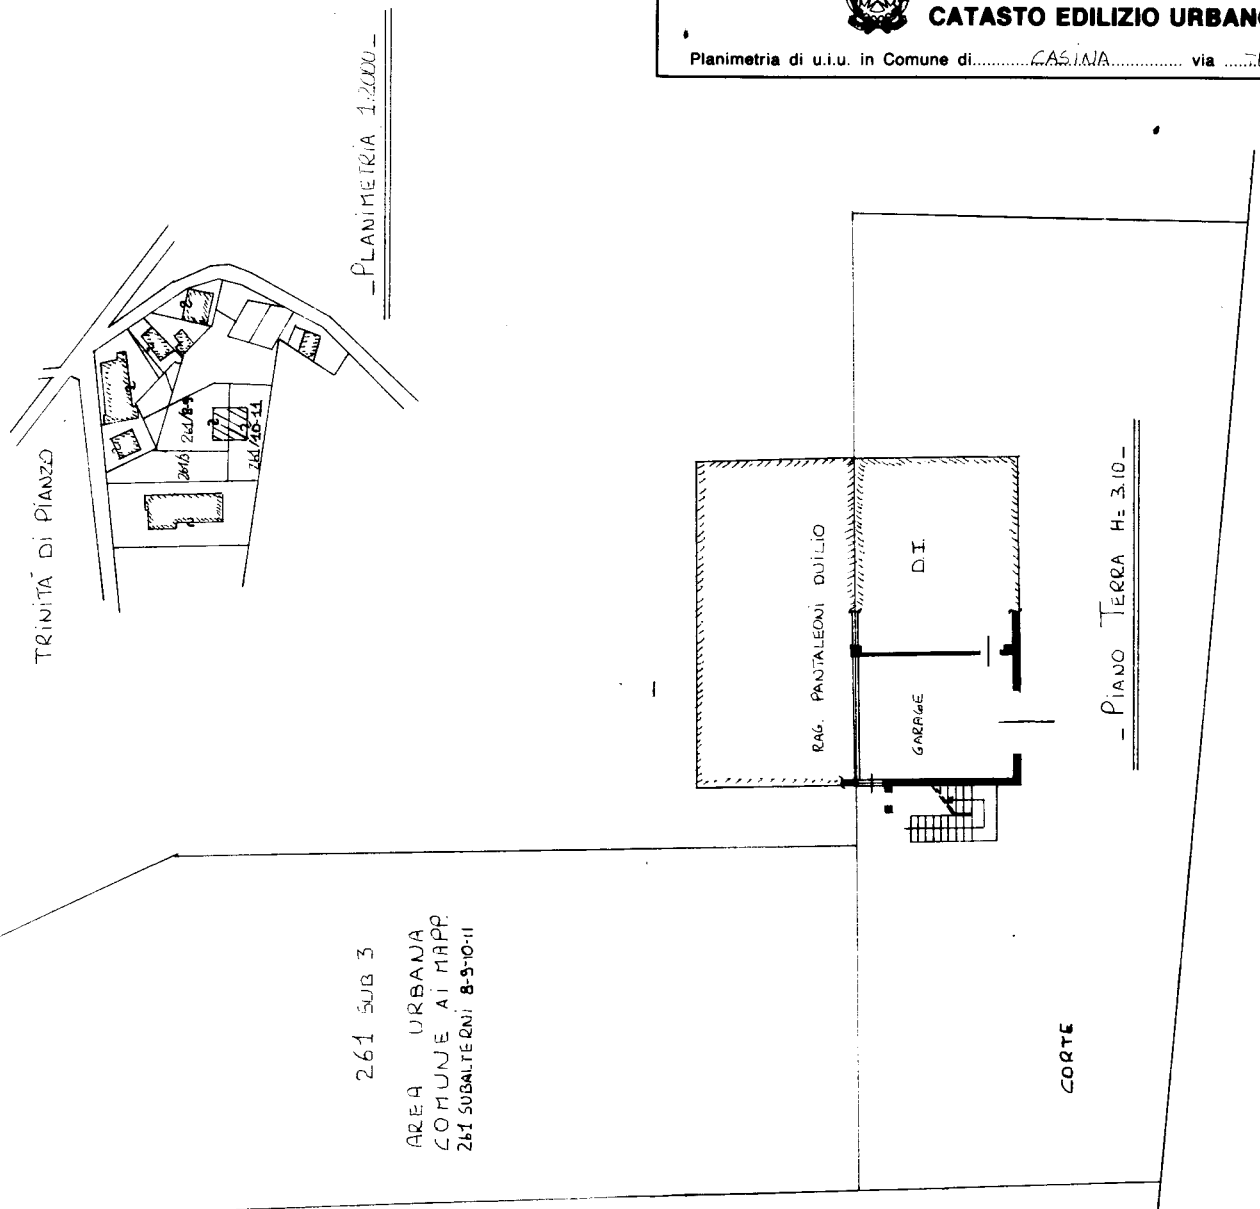 CATASTO EDILIZIO URBANO
Planimetria di u.i.u. in Comune di CASINA via
PLANIMETRIA 1:2000
TRINITÀ DI PIANZO
261/3
261/8-9
261/10-11
RAG. PANTALEONI DUILIO
D.I.
GARAGE
PIANO TERRA H= 3.10
261 SUB 3
AREA URBANA
COMUNE AI MAPP.
261 SUBALTERNI 8-9-10-11
CORTE